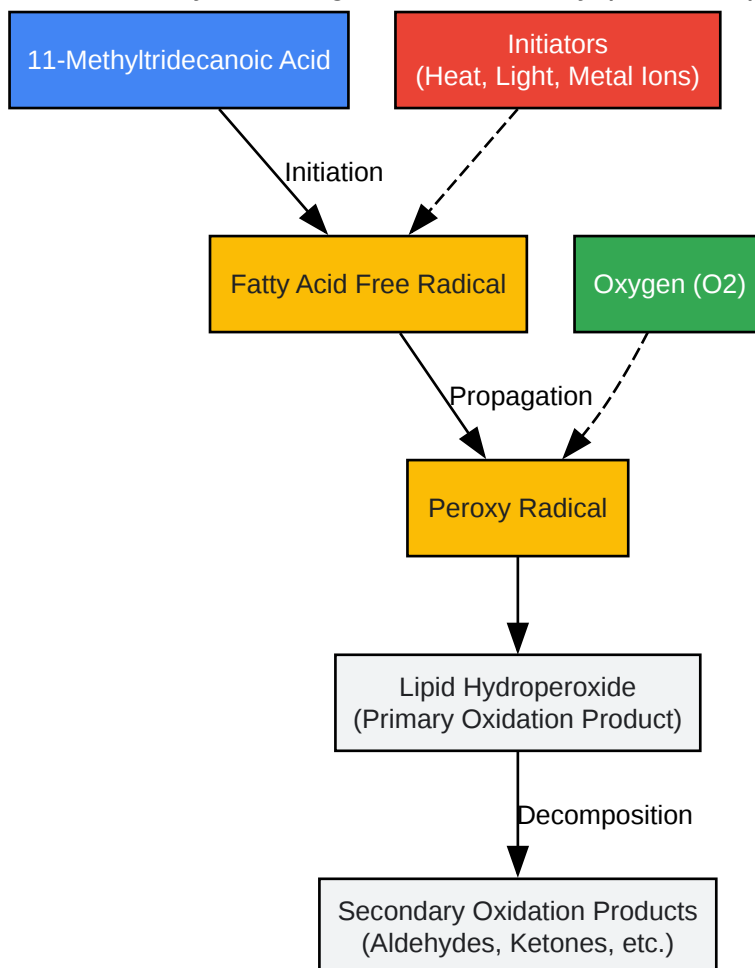 11-Methyltridecanoic Acid
Initiators
(Heat, Light, Metal Ions)
Initiation
Fatty Acid Free Radical
Oxygen (O2)
Propagation
Peroxy Radical
Lipid Hydroperoxide
(Primary Oxidation Product)
Decomposition
Secondary Oxidation Products
(Aldehydes, Ketones, etc.)